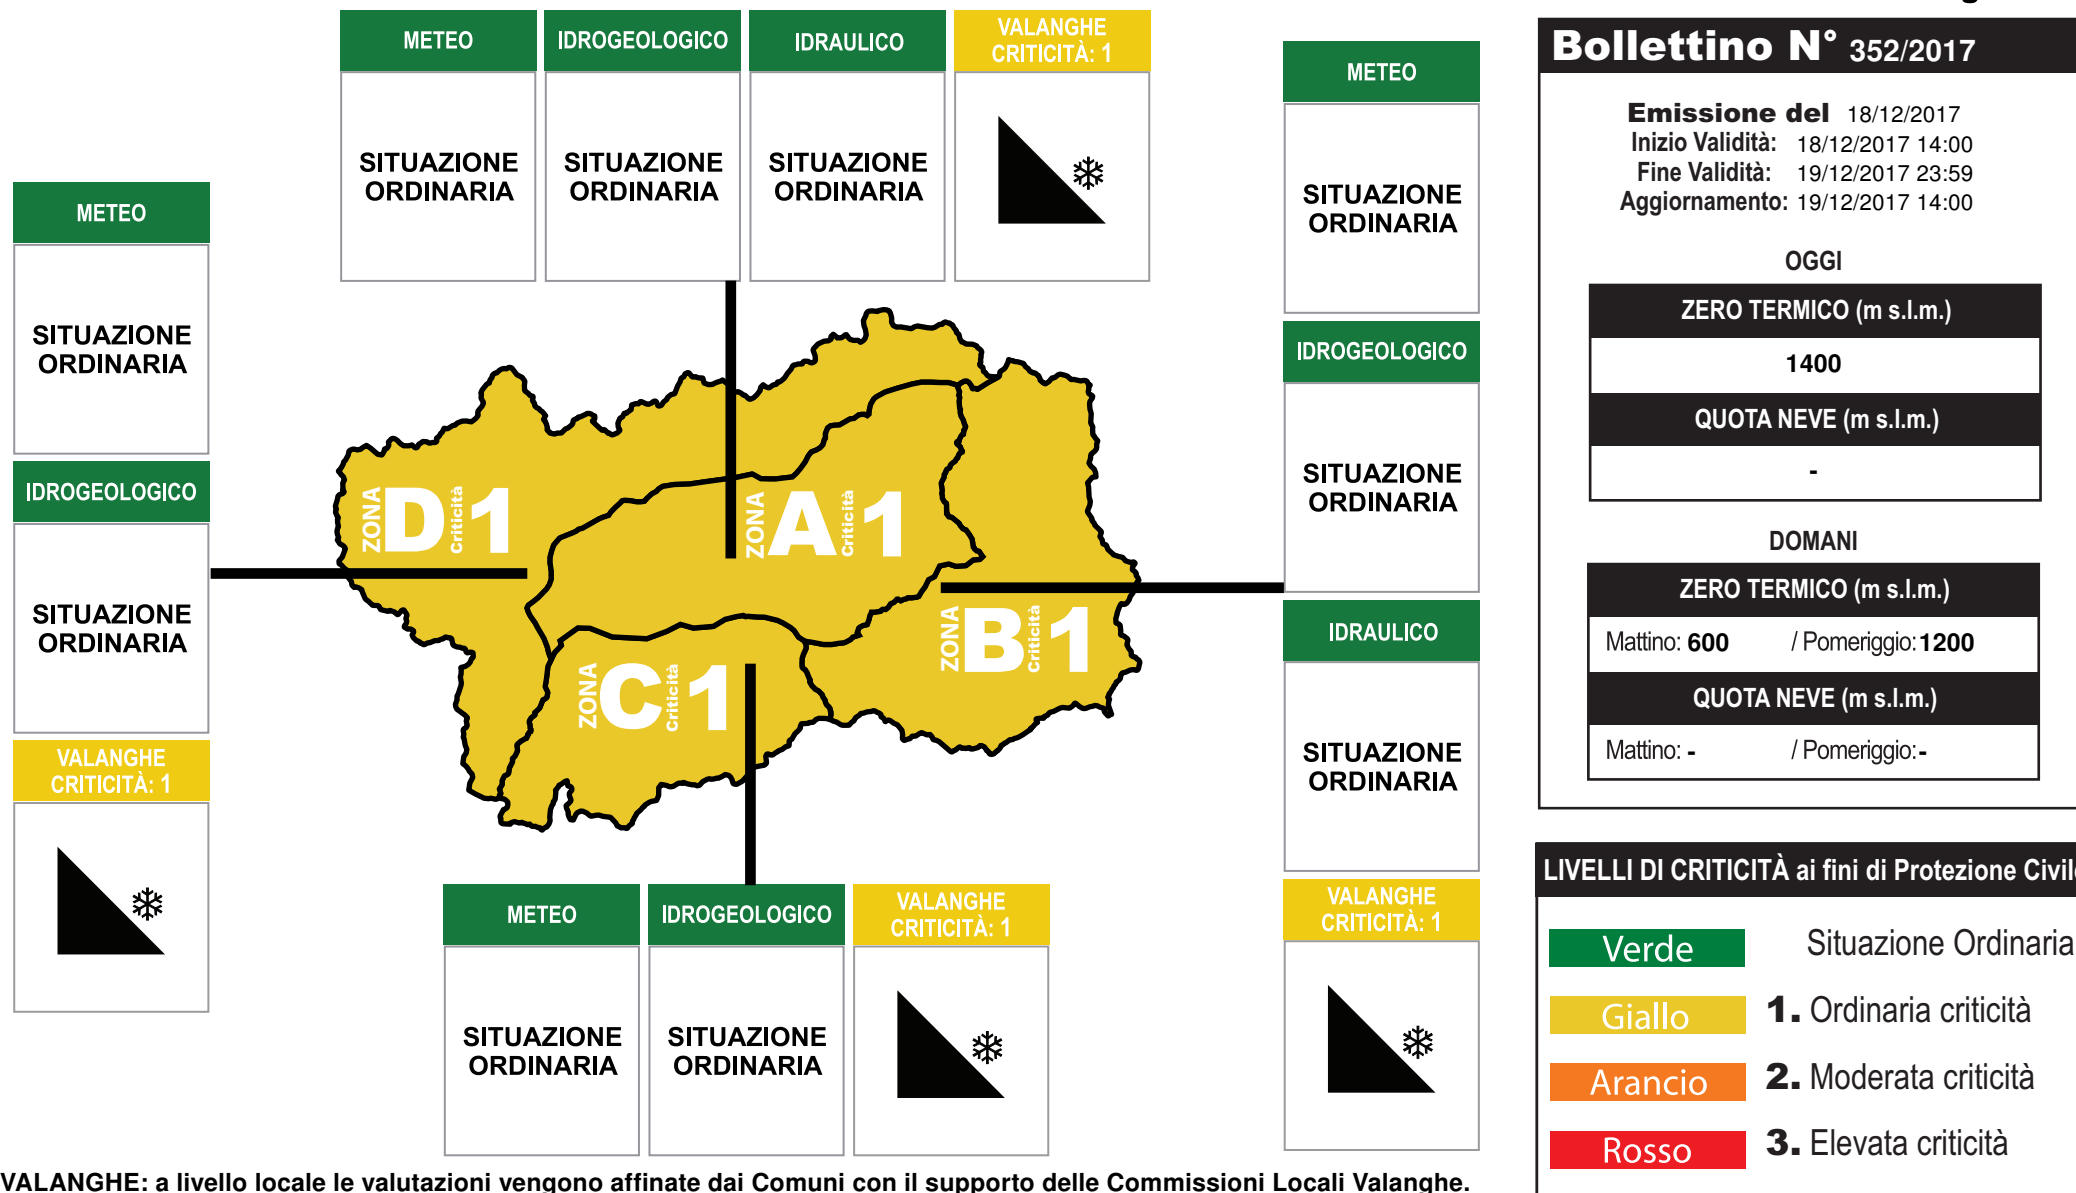 METEO
IDROGEOLOGICO
IDRAULICO
VALANGHE
CRITICITÀ: 1
SITUAZIONE
ORDINARIA
SITUAZIONE
ORDINARIA
SITUAZIONE
ORDINARIA
METEO
SITUAZIONE
ORDINARIA
IDROGEOLOGICO
SITUAZIONE
ORDINARIA
VALANGHE
CRITICITÀ: 1
ZONA D Criticità 1
ZONA A Criticità 1
ZONA B Criticità 1
ZONA C Criticità 1
METEO
SITUAZIONE
ORDINARIA
IDROGEOLOGICO
SITUAZIONE
ORDINARIA
IDRAULICO
SITUAZIONE
ORDINARIA
VALANGHE
CRITICITÀ: 1
METEO
IDROGEOLOGICO
VALANGHE
CRITICITÀ: 1
SITUAZIONE
ORDINARIA
SITUAZIONE
ORDINARIA
VALANGHE: a livello locale le valutazioni vengono affinate dai Comuni con il supporto delle Commissioni Locali Valanghe.
Bollettino N° 352/2017
Emissione del 18/12/2017
Inizio Validità: 18/12/2017 14:00
Fine Validità: 19/12/2017 23:59
Aggiornamento: 19/12/2017 14:00
OGGI
ZERO TERMICO (m s.l.m.)
1400
QUOTA NEVE (m s.l.m.)
-
DOMANI
ZERO TERMICO (m s.l.m.)
Mattino: 600 / Pomeriggio: 1200
QUOTA NEVE (m s.l.m.)
Mattino: - / Pomeriggio: -
LIVELLI DI CRITICITÀ ai fini di Protezione Civile
Verde Situazione Ordinaria
Giallo 1. Ordinaria criticità
Arancio 2. Moderata criticità
Rosso 3. Elevata criticità